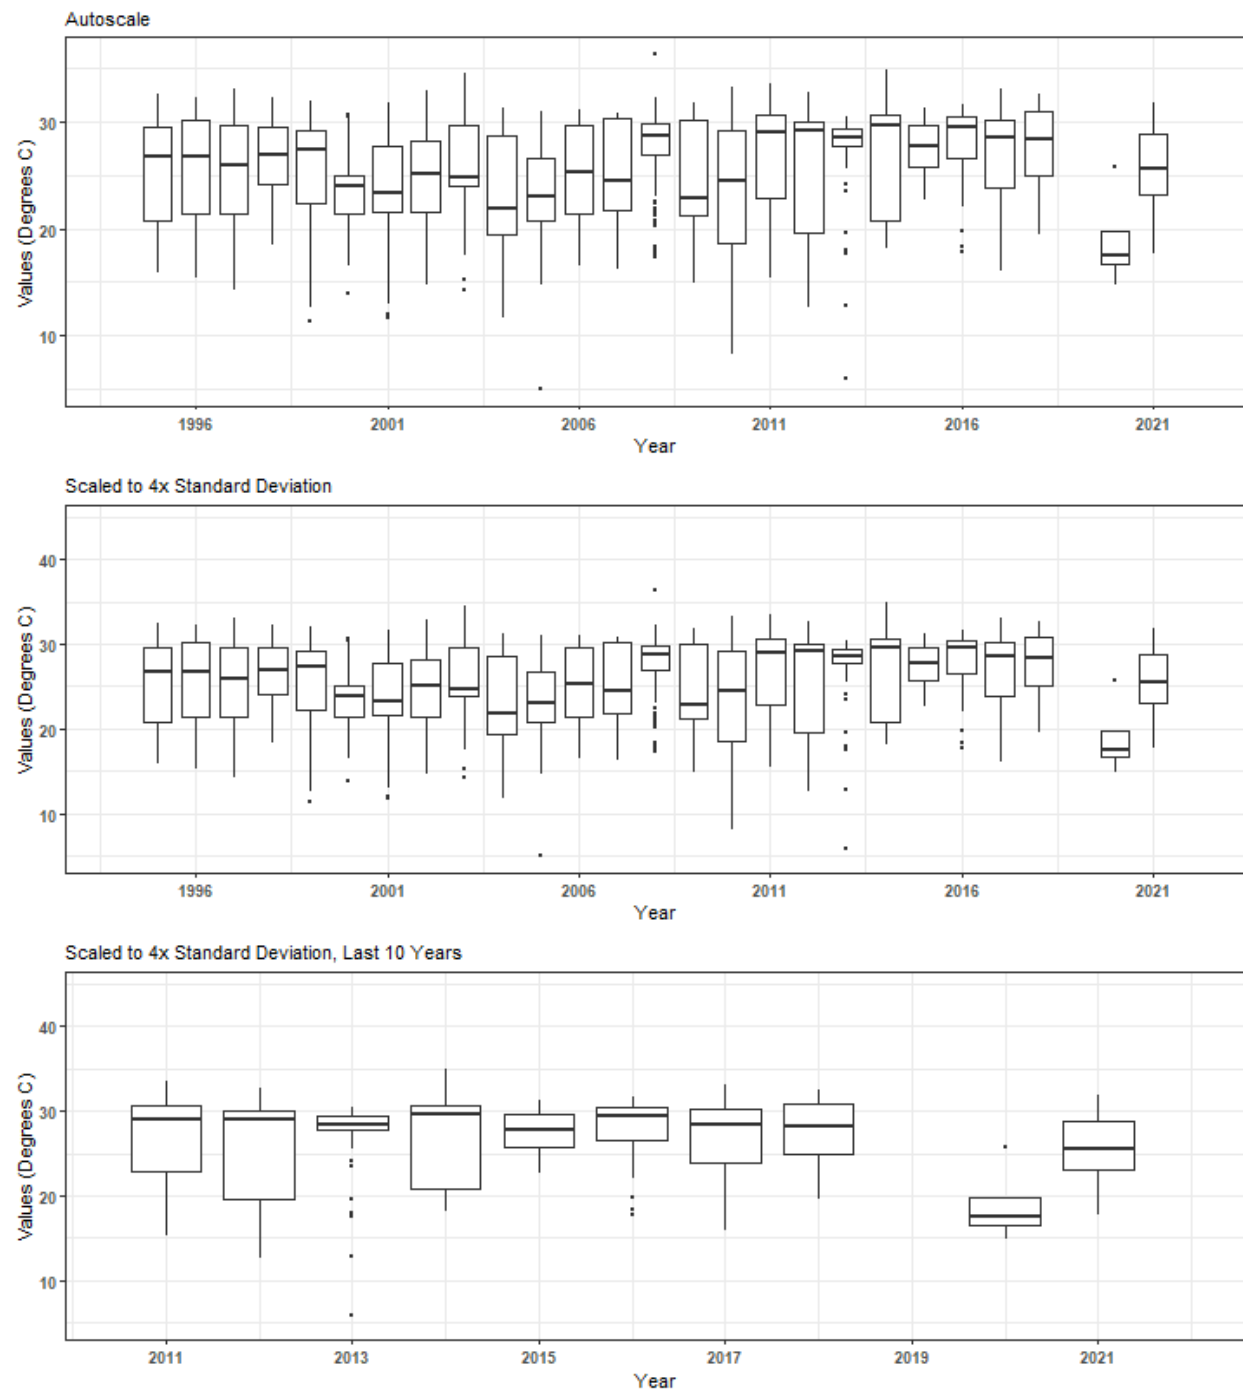 Autoscale
Values (Degrees C)
30
20
10
1996 2001 2006 2011 2016 2021
Year
Scaled to 4x Standard Deviation
Values (Degrees C)
40
30
20
10
1996 2001 2006 2011 2016 2021
Year
Scaled to 4x Standard Deviation, Last 10 Years
Values (Degrees C)
40
30
20
10
2011 2013 2015 2017 2019 2021
Year